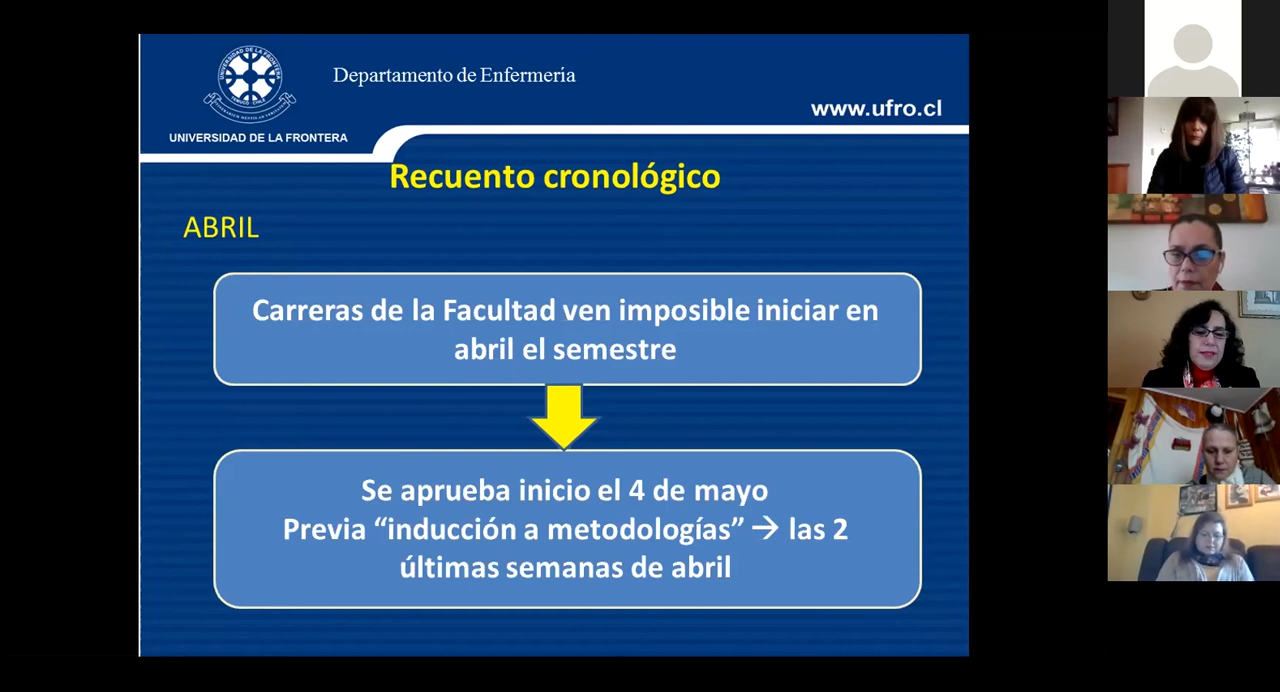 Departamento de Enfermería
www.ufro.cl
UNIVERSIDAD DE LA FRONTERA
Recuento cronológico
ABRIL
Carreras de la Facultad ven imposible iniciar en
abril el semestre
Se aprueba inicio el 4 de mayo
Previa “inducción a metodologías” → las 2
últimas semanas de abril